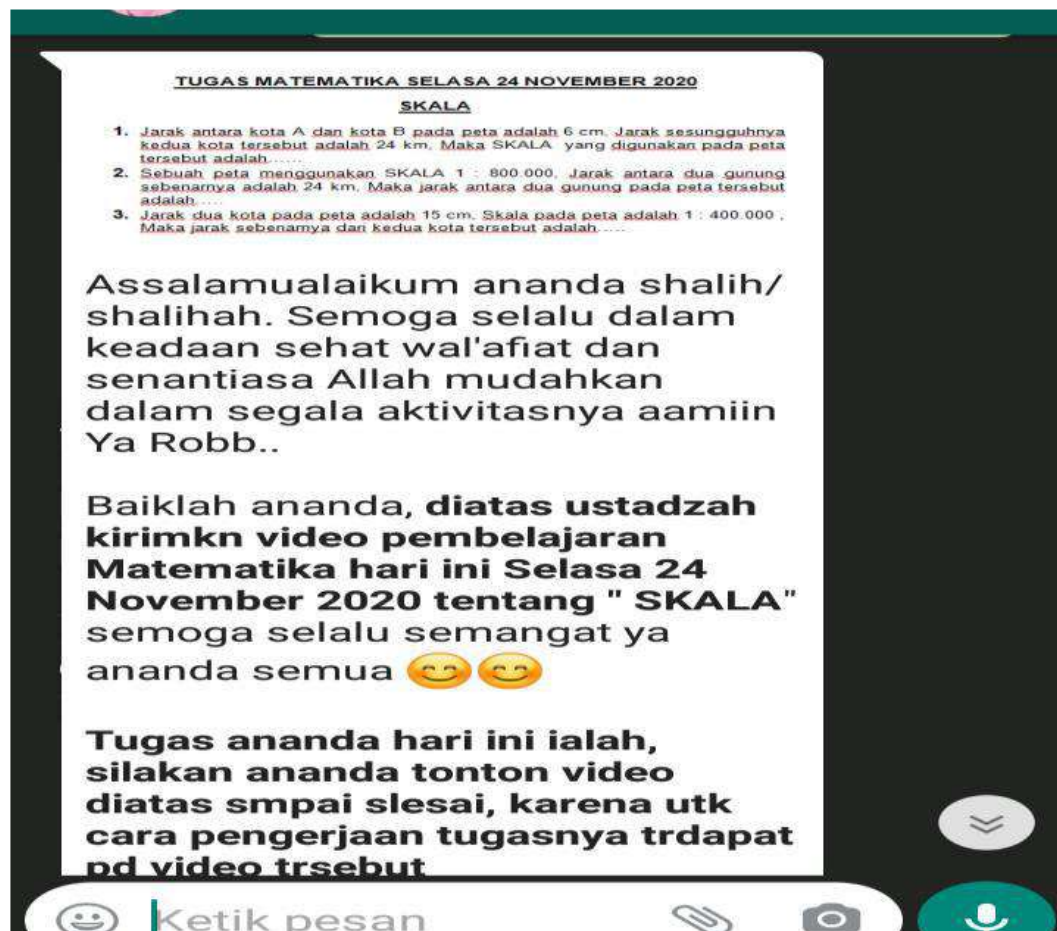 TUGAS MATEMATIKA SELASA 24 NOVEMBER 2020
SKALA
1. Jarak antara kota A dan kota B pada peta adalah 6 cm. Jarak sesungguhnya
kedua kota tersebut adalah 24 km. Maka SKALA yang digunakan pada peta
tersebut adalah......
2. Sebuah peta menggunakan SKALA 1 : 800.000. Jarak antara dua gunung
sebenarnya adalah 24 km. Maka jarak antara dua gunung pada peta tersebut
adalah.....
3. Jarak dua kota pada peta adalah 15 cm. Skala pada peta adalah 1 : 400.000 ,
Maka jarak sebenarnya dari kedua kota tersebut adalah......
Assalamualaikum ananda shalih/
shalihah. Semoga selalu dalam
keadaan sehat wal'afiat dan
senantiasa Allah mudahkan
dalam segala aktivitasnya aamiin
Ya Robb..
Baiklah ananda, diatas ustadzah
kirimkn video pembelajaran
Matematika hari ini Selasa 24
November 2020 tentang " SKALA"
semoga selalu semangat ya
ananda semua 😊😊
Tugas ananda hari ini ialah,
silakan ananda tonton video
diatas smpai slesai, karena utk
cara pengerjaan tugasnya trdapat
pd video trsebut
Ketik pesan